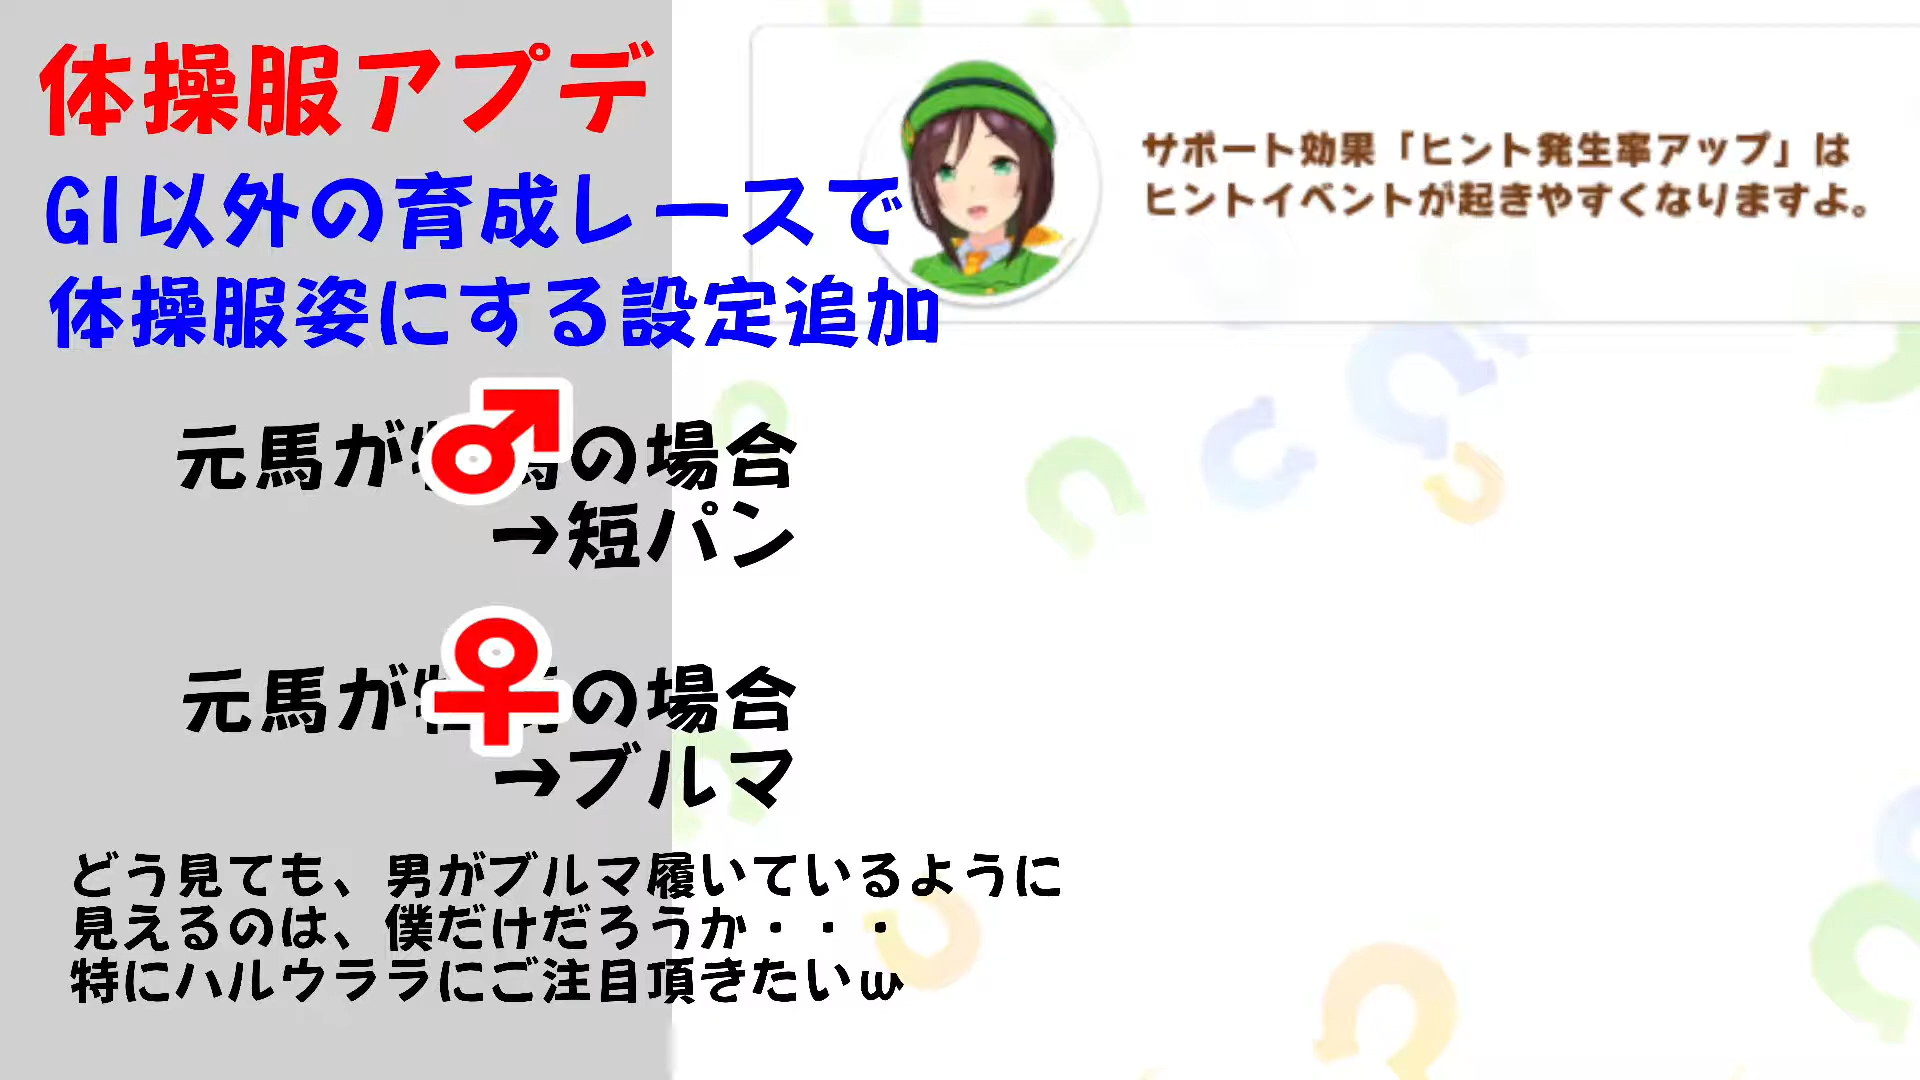 体操服アプデ
G1以外の育成レースで
体操服姿にする設定追加
サポート効果「ヒント発生率アップ」は
ヒントイベントが起きやすくなりますよ。
元馬が♂の場合
→短パン
元馬が♀の場合
→ブルマ
どう見ても、男がブルマ履いているように
見えるのは、僕だけだろうか・・・
特にハルウララにご注目頂きたいw